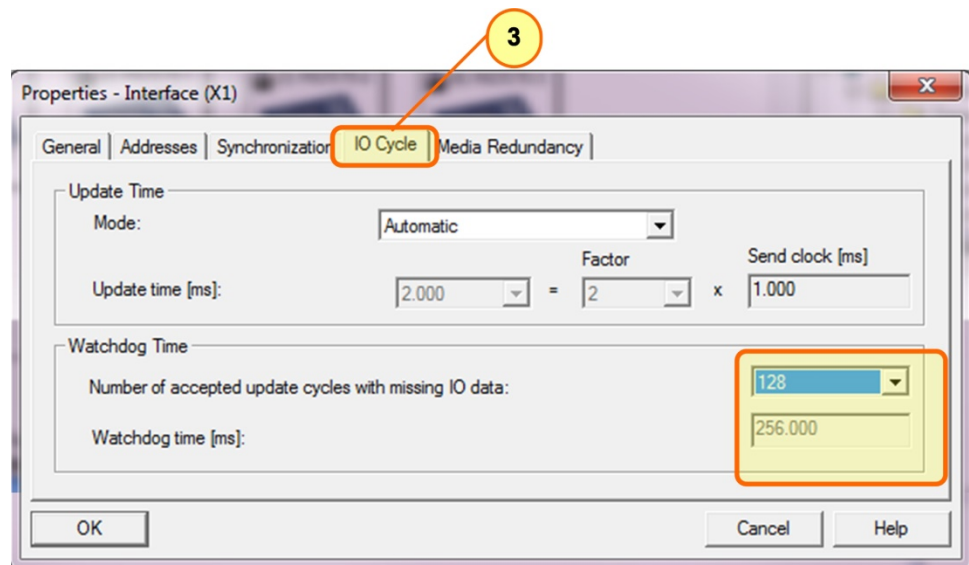 3
Properties - Interface (X1)
General Addresses Synchronization IO Cycle Media Redundancy
Update Time
Mode: Automatic
Factor Send clock [ms]
Update time [ms]: 2.000 = 2 x 1.000
Watchdog Time
Number of accepted update cycles with missing IO data: 128
Watchdog time [ms]: 256.000
OK Cancel Help